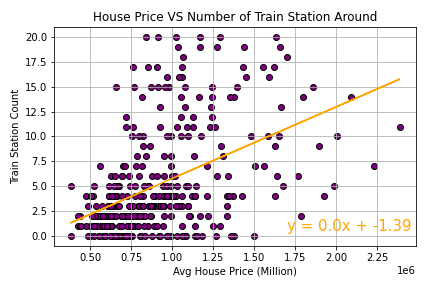 House Price VS Number of Train Station Around
20.0
17.5
15.0
12.5
10.0
7.5
5.0
2.5
0.0
Train Station Count
y = 0.0x + -1.39
0.50 0.75 1.00 1.25 1.50 1.75 2.00 2.25
1e6
Avg House Price (Million)